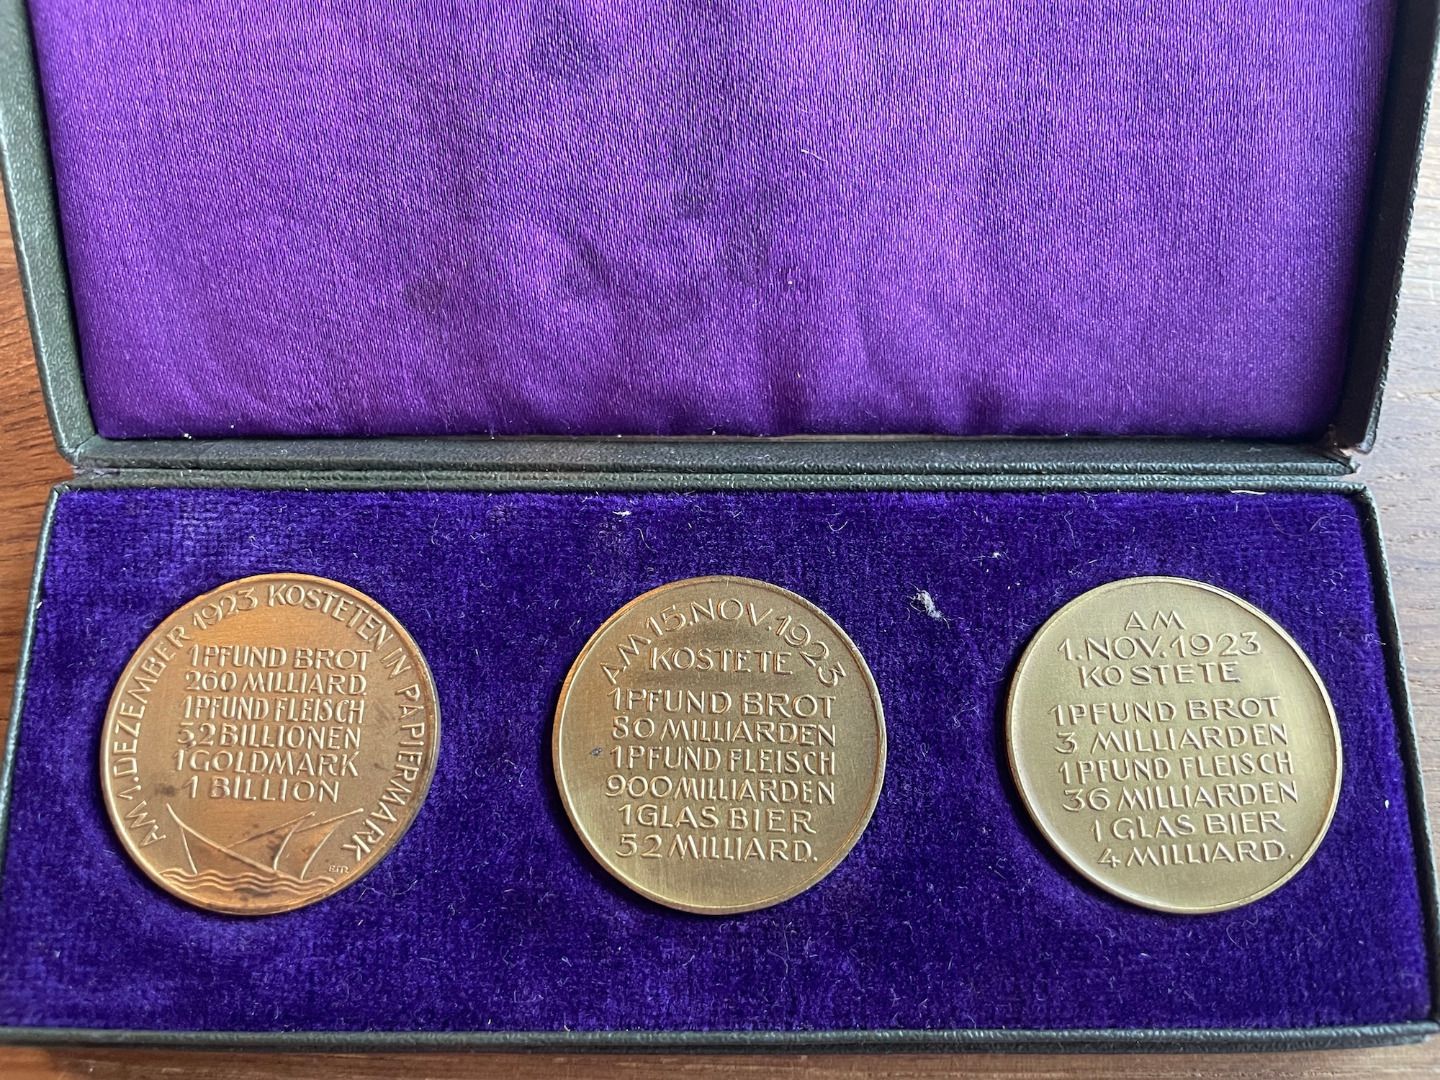 AM 1. DEZEMBER 1923 KOSTETEN IN PAPIERMARK
1 PFUND BROT
260 MILLIARD.
1 PFUND FLEISCH
3,2 BILLIONEN
1 GOLDMARK
1 BILLION
AM 15. NOV. 1923
KOSTETE
1 PFUND BROT
80 MILLIARDEN
1 PFUND FLEISCH
900 MILLIARDEN
1 GLAS BIER
52 MILLIARD.
AM
1. NOV. 1923
KOSTETE
1 PFUND BROT
3 MILLIARDEN
1 PFUND FLEISCH
36 MILLIARDEN
1 GLAS BIER
4 MILLIARD.